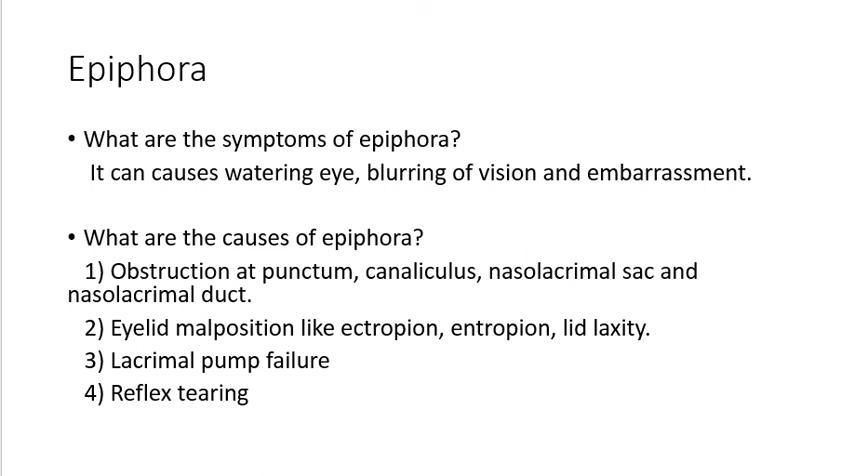 Epiphora
• What are the symptoms of epiphora?
It can causes watering eye, blurring of vision and embarrassment.
• What are the causes of epiphora?
1) Obstruction at punctum, canaliculus, nasolacrimal sac and
nasolacrimal duct.
2) Eyelid malposition like ectropion, entropion, lid laxity.
3) Lacrimal pump failure
4) Reflex tearing